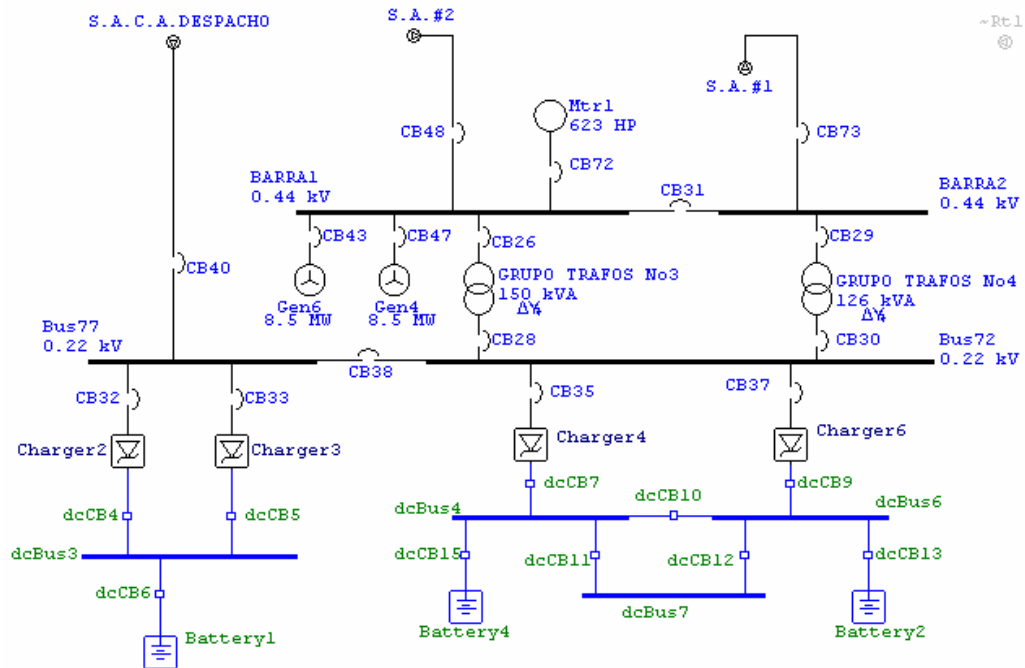 S.A.C.A.DESPACHO
S.A.#2
~Rt1
S.A.#1
Mtr1
623 HP
CB48
CB73
CB72
BARRA1
0.44 kV
CB31
BARRA2
0.44 kV
CB43
CB47
CB26
CB29
CB40
GRUPO TRAFOS No3
150 kVA
GRUPO TRAFOS No4
126 kVA
Gen6
8.5 MW
Gen4
8.5 MW
Bus77
0.22 kV
CB28
CB30
Bus72
0.22 kV
CB38
CB32
CB33
CB35
CB37
Charger2
Charger3
Charger4
Charger6
dcCB7
dcCB9
dcCB10
dcCB4
dcCB5
dcBus4
dcBus6
dcBus3
dcCB15
dcCB11
dcCB12
dcCB13
dcCB6
dcBus7
Battery1
Battery4
Battery2